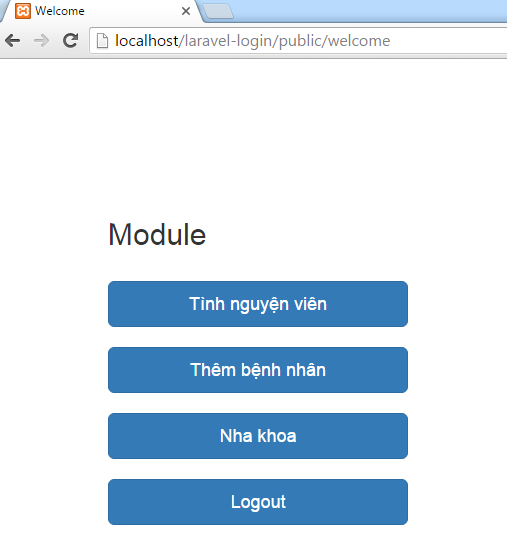 Welcome
localhost/laravel-login/public/welcome
Module
Tình nguyện viên
Thêm bệnh nhân
Nha khoa
Logout